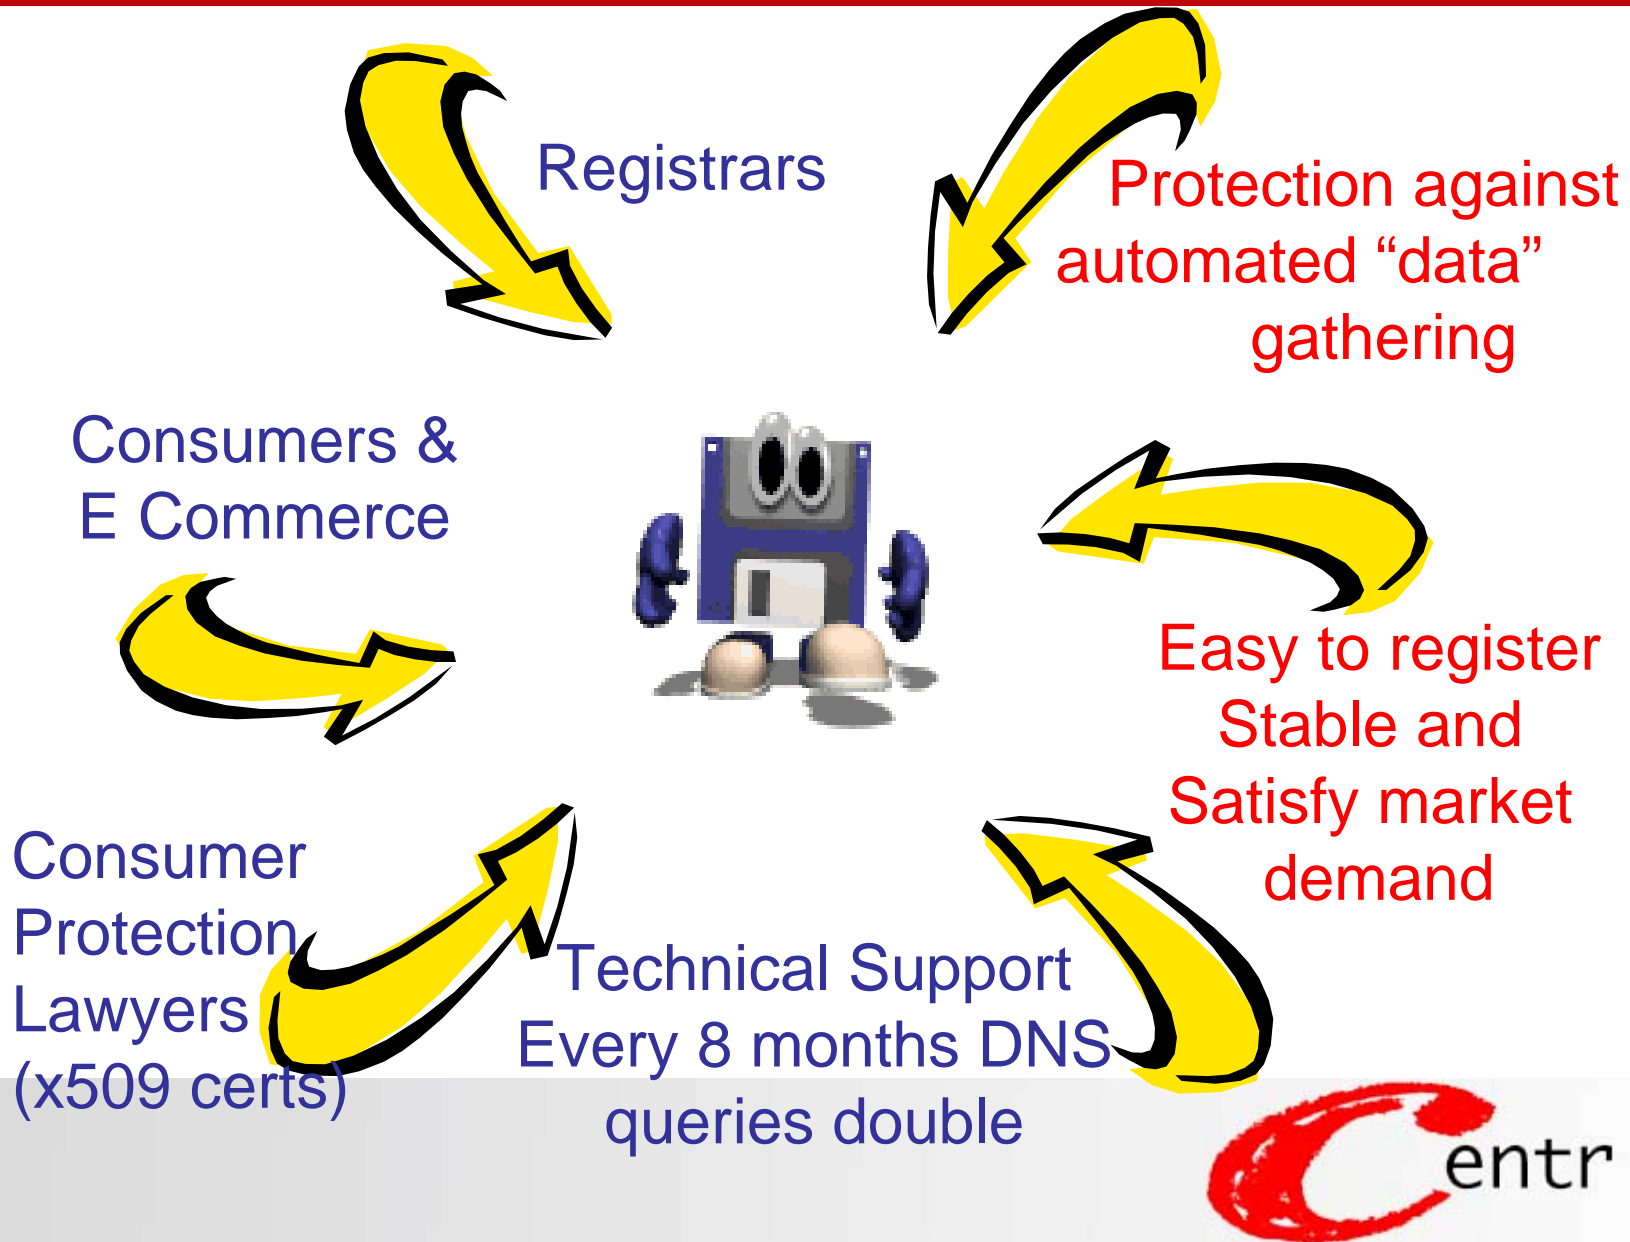 Registrars
Protection against
automated “data”
gathering
Consumers &
E Commerce
Easy to register
Stable and
Satisfy market
demand
Consumer
Protection
Lawyers
(x509 certs)
Technical Support
Every 8 months DNS
queries double
Centr